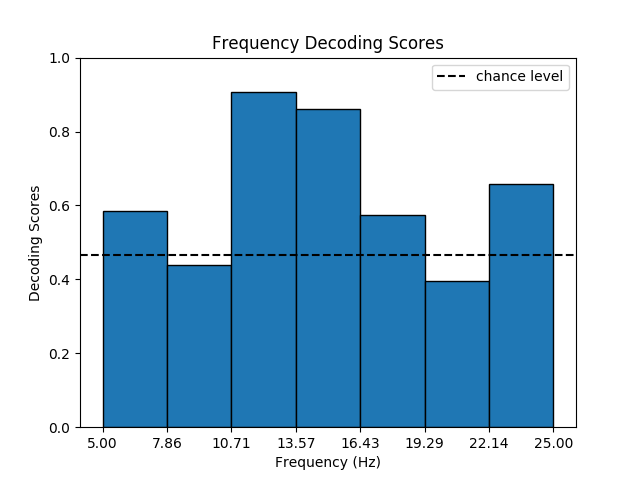 Frequency Decoding Scores
chance level
Decoding Scores
1.0
0.8
0.6
0.4
0.2
0.0
5.00 7.86 10.71 13.57 16.43 19.29 22.14 25.00
Frequency (Hz)